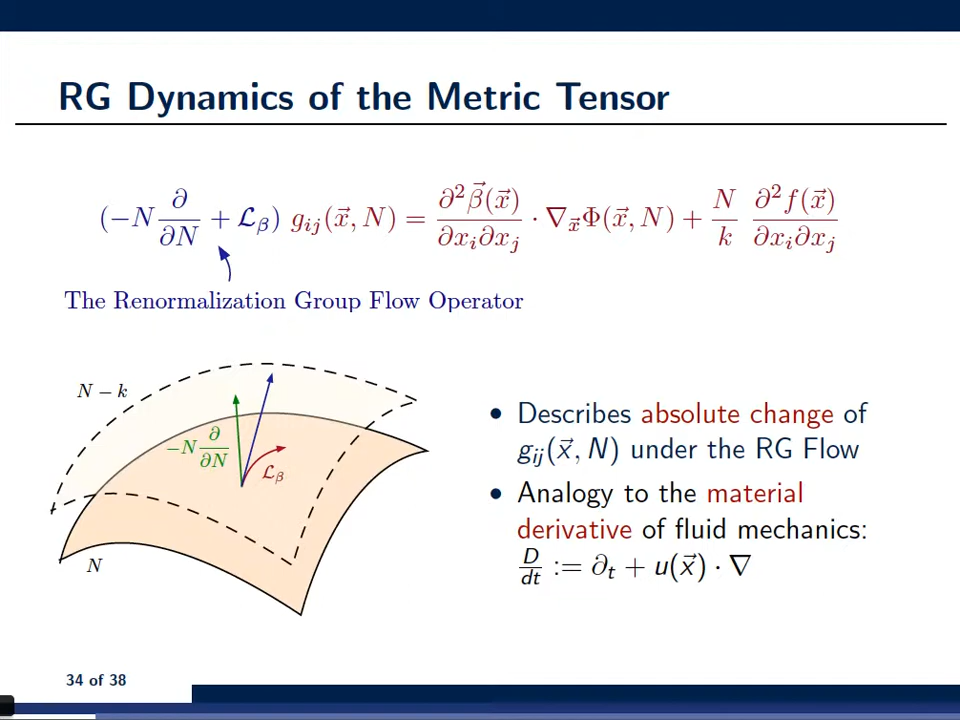 RG Dynamics of the Metric Tensor
(−N ∂/∂N + 𝓛_β) g_ij(x⃗, N) = ∂²β⃗(x⃗)/∂x_i∂x_j · ∇_x⃗ Φ(x⃗, N) + N/k ∂²f(x⃗)/∂x_i∂x_j
The Renormalization Group Flow Operator
N − k
−N ∂/∂N
𝓛_β
N
• Describes absolute change of
g_ij(x⃗, N) under the RG Flow
• Analogy to the material
derivative of fluid mechanics:
D/dt := ∂_t + u(x⃗) · ∇
34 of 38